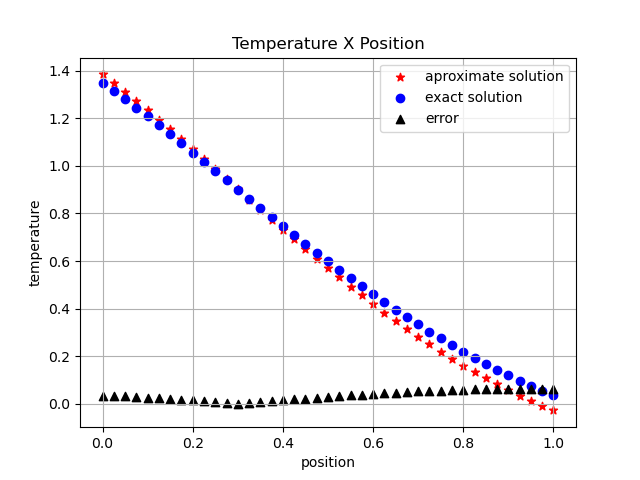 Temperature X Position
aproximate solution
exact solution
error
temperature
1.4
1.2
1.0
0.8
0.6
0.4
0.2
0.0
0.0 0.2 0.4 0.6 0.8 1.0
position